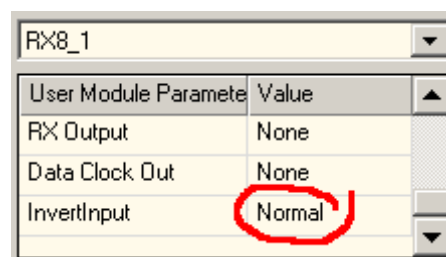 RX8_1
User Module Paramete Value
RX Output None
Data Clock Out None
InvertInput Normal